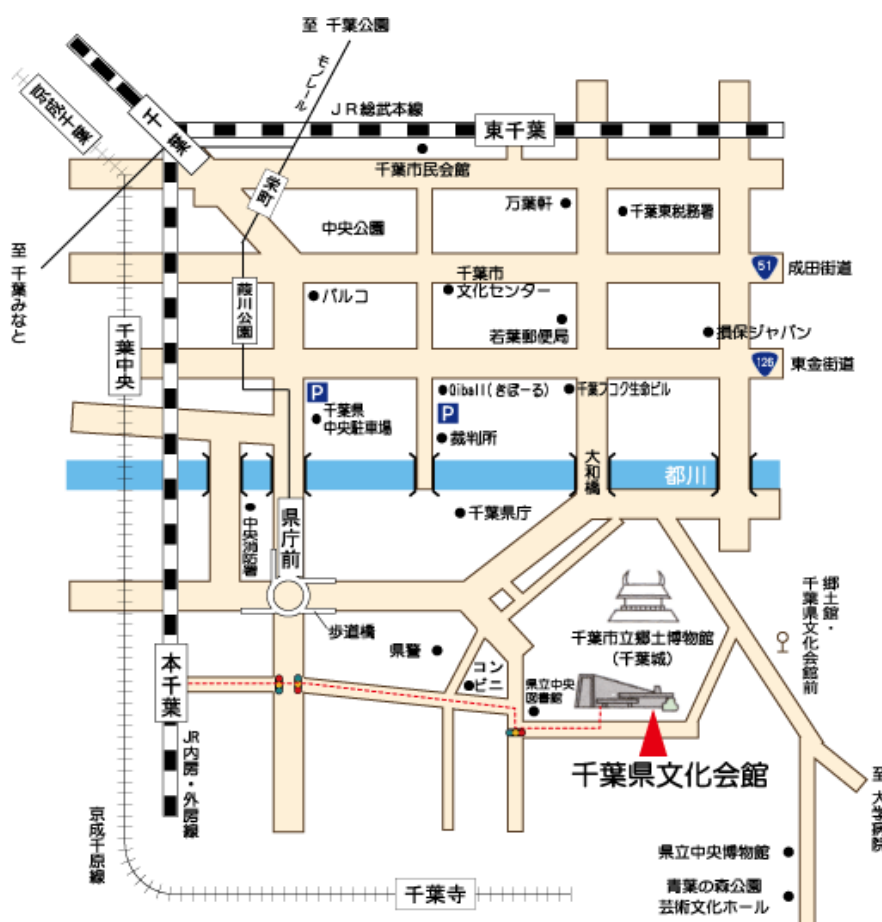 至 千葉公園
モノレール
JR総武本線
京成千葉
千葉
東千葉
千葉市民会館
栄町
万葉軒
千葉東税務署
中央公園
至 千葉みなと
51
成田街道
葭川公園
パルコ
千葉市
文化センター
若葉郵便局
損保ジャパン
千葉中央
126
東金街道
P
千葉県
中央駐車場
Qiball(きぼーる)
千葉フコク生命ビル
P
裁判所
大和橋
都川
中央消防署
県庁前
千葉県庁
歩道橋
県警
コン
ビニ
千葉市立郷土博物館
(千葉城)
郷土館・
千葉県文化会館前
本千葉
県立中央
図書館
千葉県文化会館
JR
内房・外房線
京成千原線
至 大学病院
県立中央博物館
青葉の森公園
芸術文化ホール
千葉寺